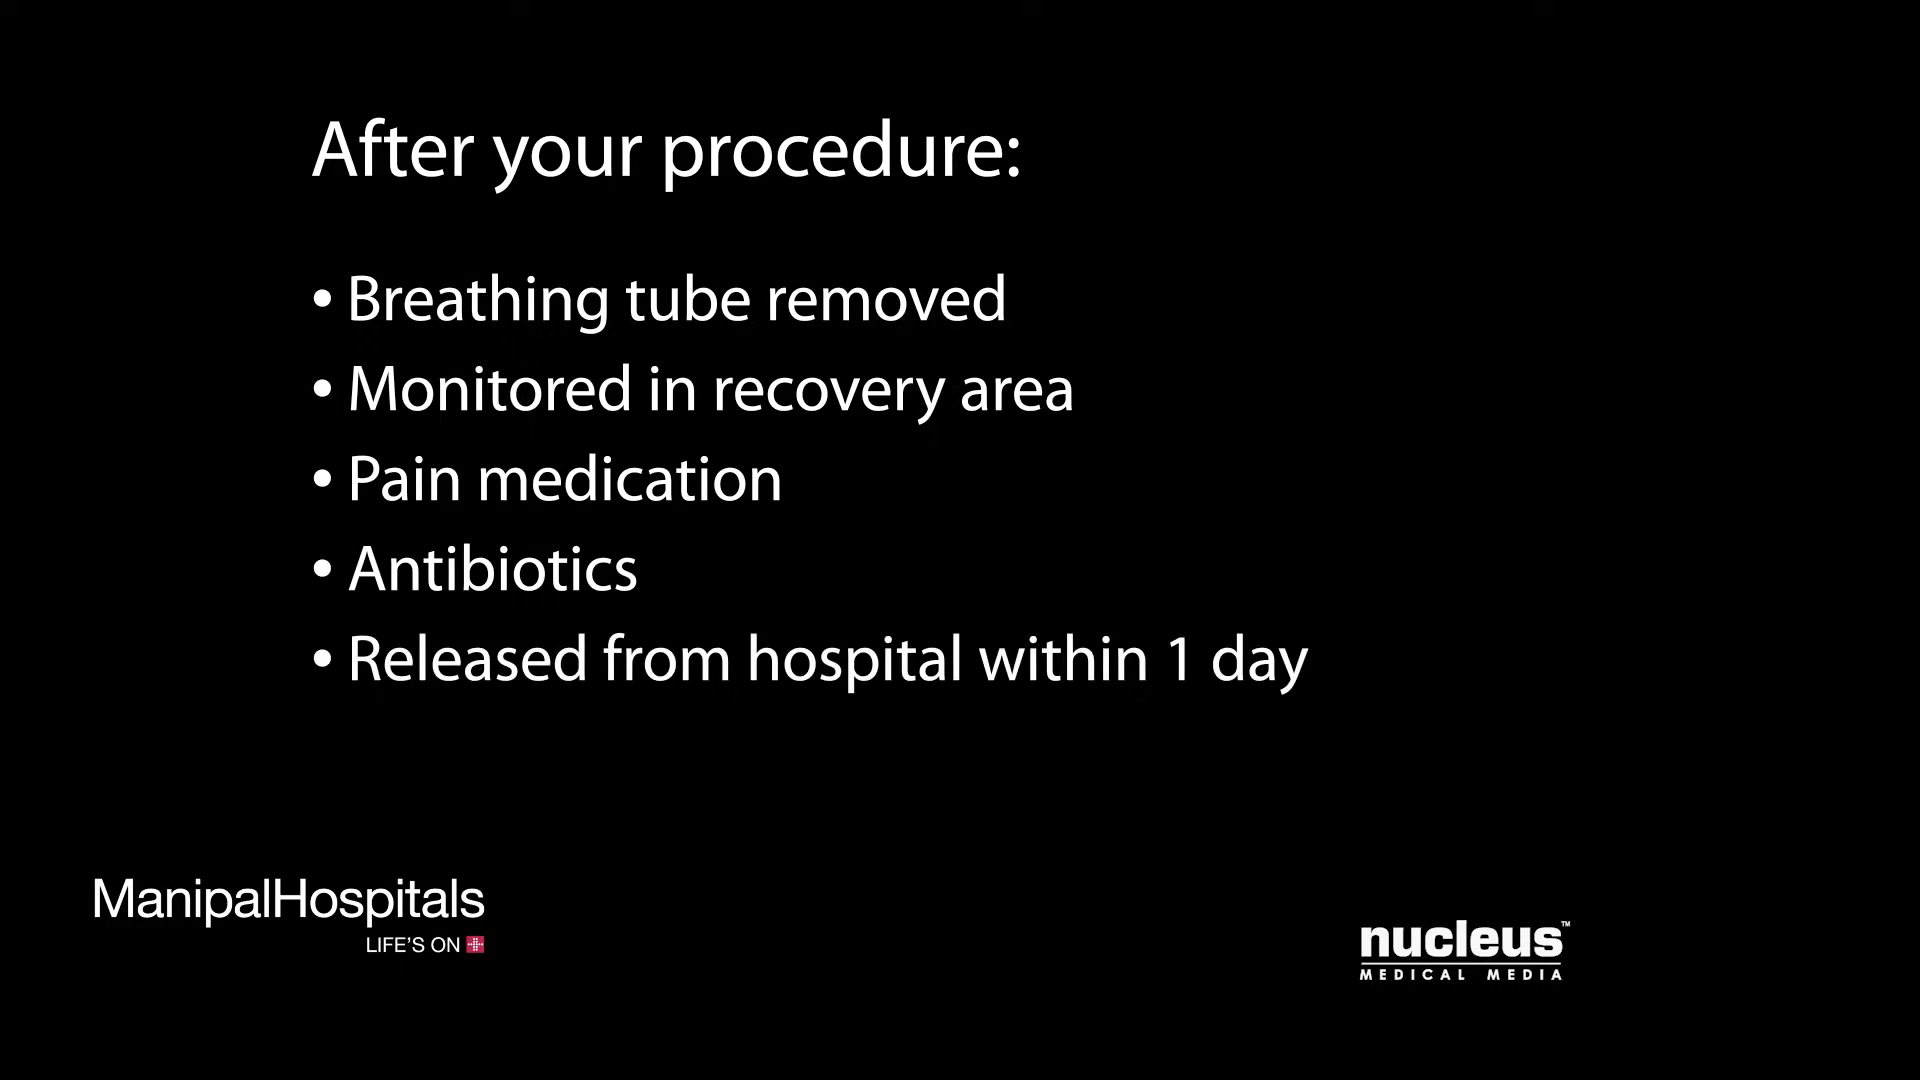 After your procedure:
• Breathing tube removed
• Monitored in recovery area
• Pain medication
• Antibiotics
• Released from hospital within 1 day
ManipalHospitals
LIFE'S ON
nucleus™
MEDICAL MEDIA